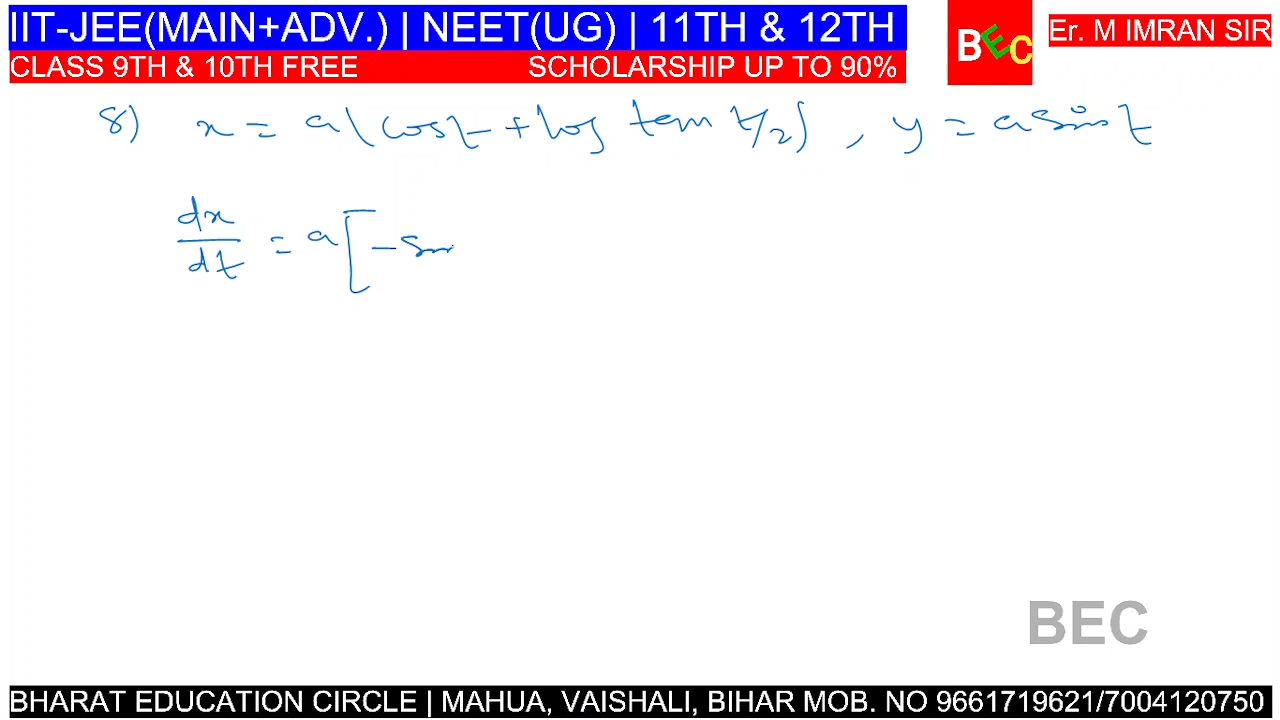 IIT-JEE(MAIN+ADV.) | NEET(UG) | 11TH & 12TH
BEC
Er. M IMRAN SIR
CLASS 9TH & 10TH FREE SCHOLARSHIP UP TO 90%
8) x = a(cost + log tan t/2), y = a sin t
dx/dt = a[-sin
BEC
BHARAT EDUCATION CIRCLE | MAHUA, VAISHALI, BIHAR MOB. NO 9661719621/7004120750